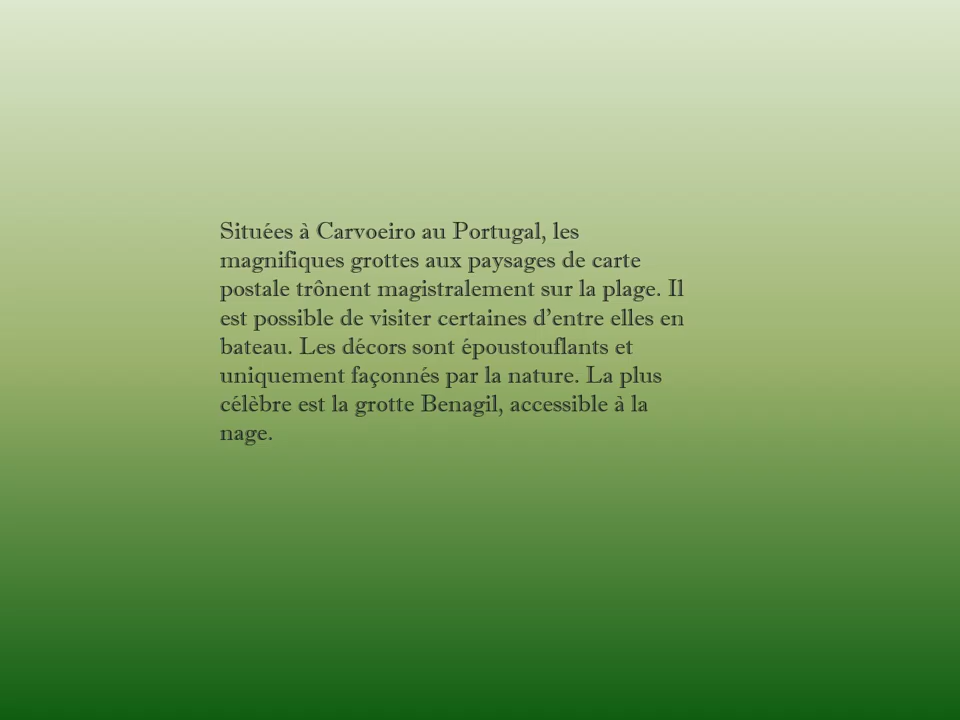 Situées à Carvoeiro au Portugal, les
magnifiques grottes aux paysages de carte
postale trônent magistralement sur la plage. Il
est possible de visiter certaines d’entre elles en
bateau. Les décors sont époustouflants et
uniquement façonnés par la nature. La plus
célèbre est la grotte Benagil, accessible à la
nage.